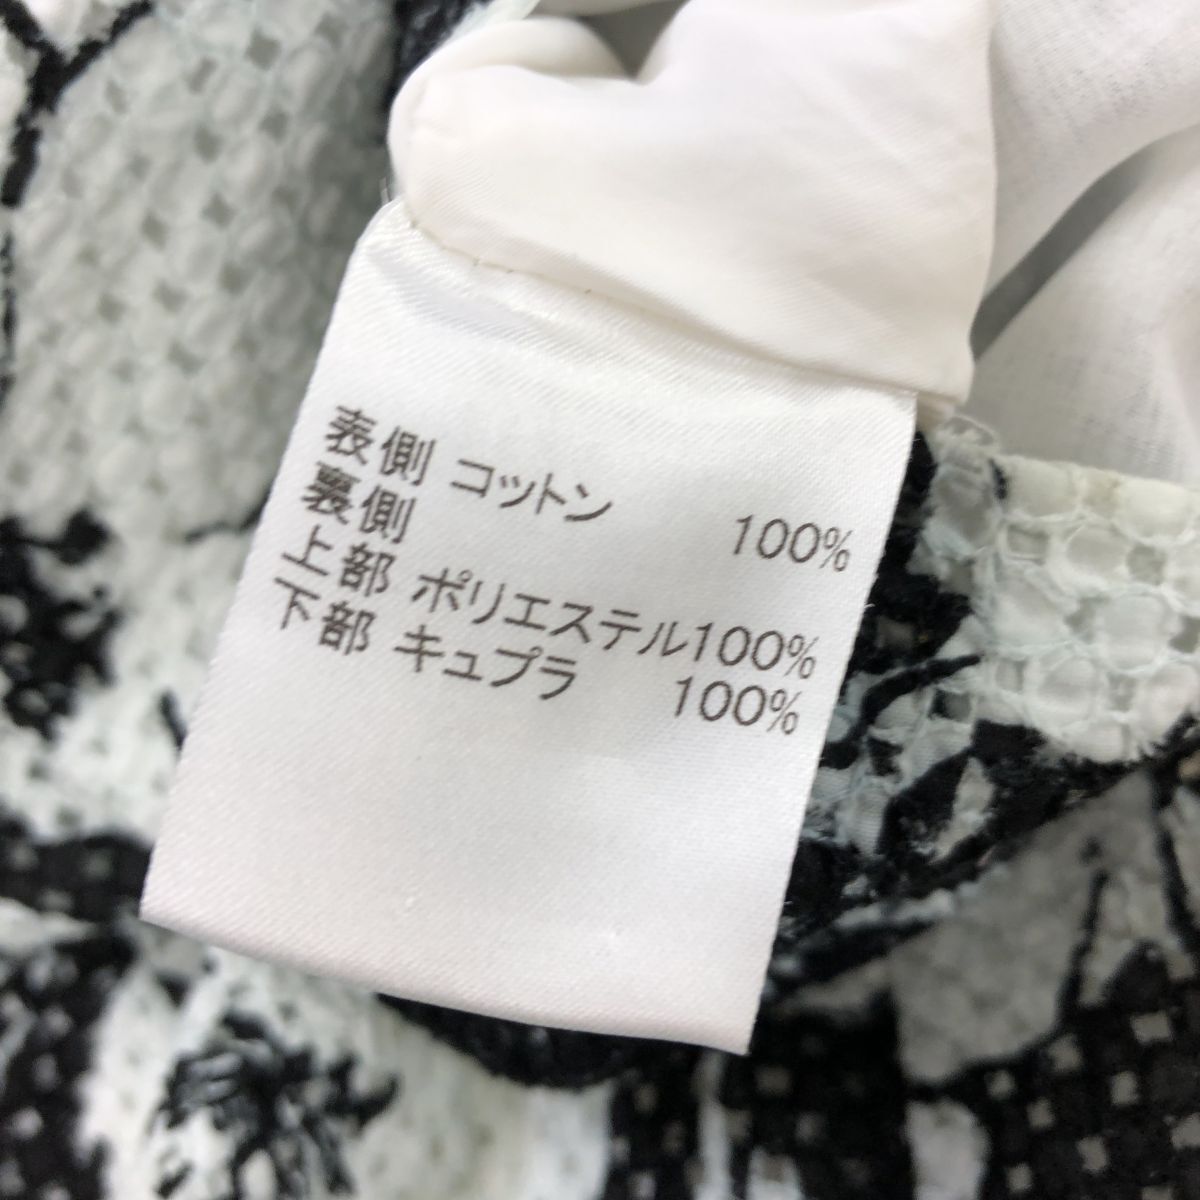 表側 コットン 100%
裏側
上部 ポリエステル100%
下部 キュプラ 100%